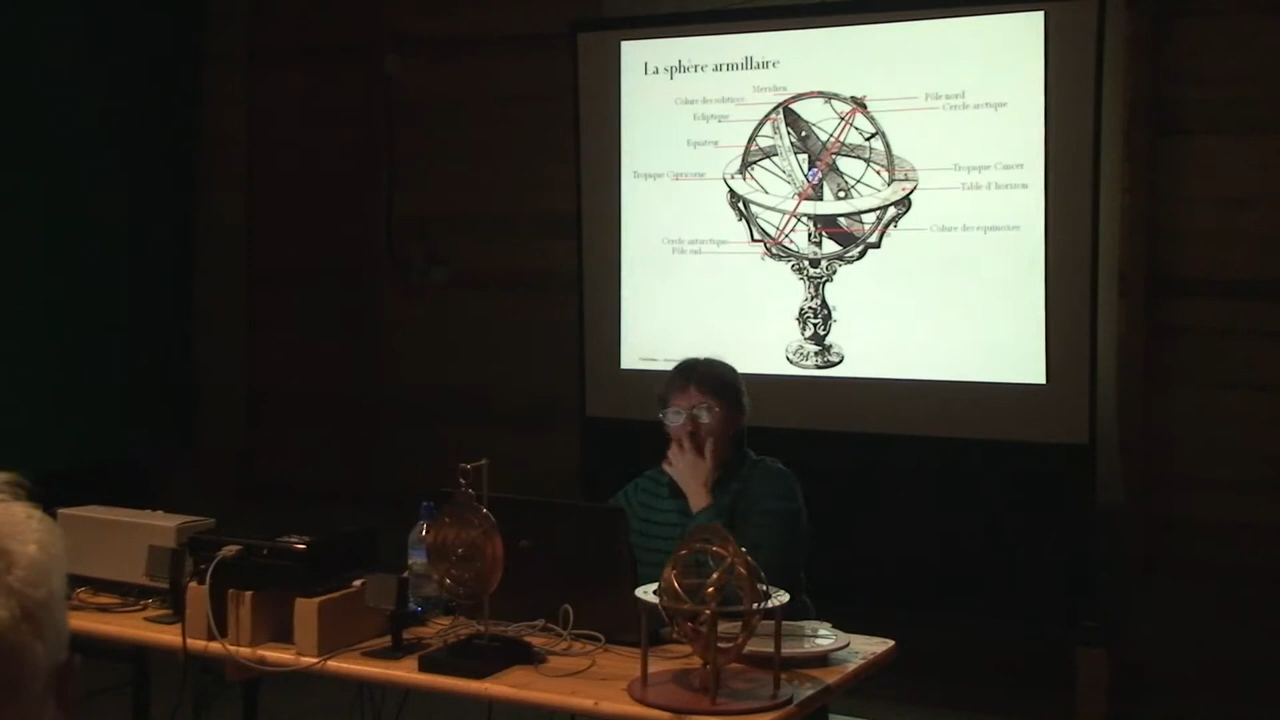 La sphère armillaire
Meridien
Colure des solstices
Ecliptique
Equateur
Tropique Capricorne
Cercle antarctique
Pôle sud
Pôle nord
Cercle arctique
Tropique Cancer
Table d'horizon
Colure des equinoxes